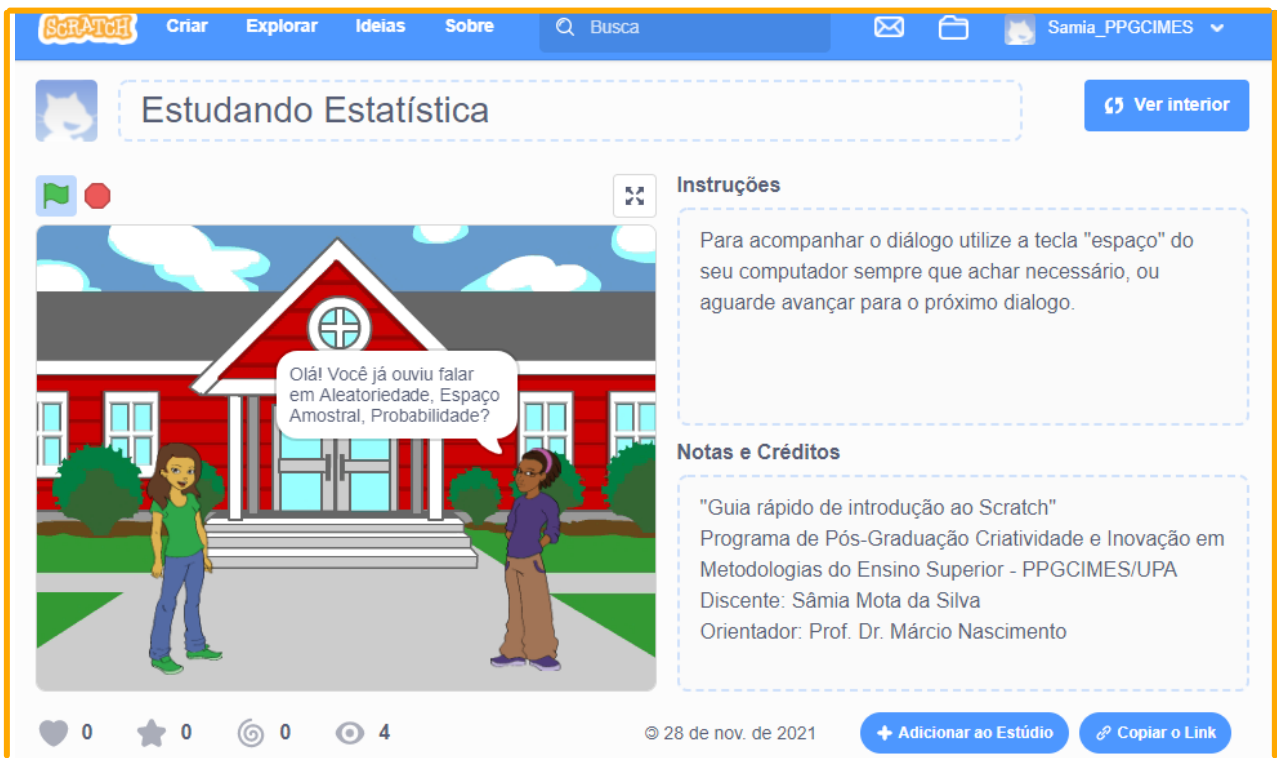 SCRATCH Criar Explorar Ideias Sobre Busca Samia_PPGCIMES
Estudando Estatística
Ver interior
Instruções
Para acompanhar o diálogo utilize a tecla "espaço" do
seu computador sempre que achar necessário, ou
aguarde avançar para o próximo dialogo.
Olá! Você já ouviu falar
em Aleatoriedade, Espaço
Amostral, Probabilidade?
Notas e Créditos
"Guia rápido de introdução ao Scratch"
Programa de Pós-Graduação Criatividade e Inovação em
Metodologias do Ensino Superior - PPGCIMES/UPA
Discente: Sâmia Mota da Silva
Orientador: Prof. Dr. Márcio Nascimento
0 0 0 4
© 28 de nov. de 2021
Adicionar ao Estúdio
Copiar o Link